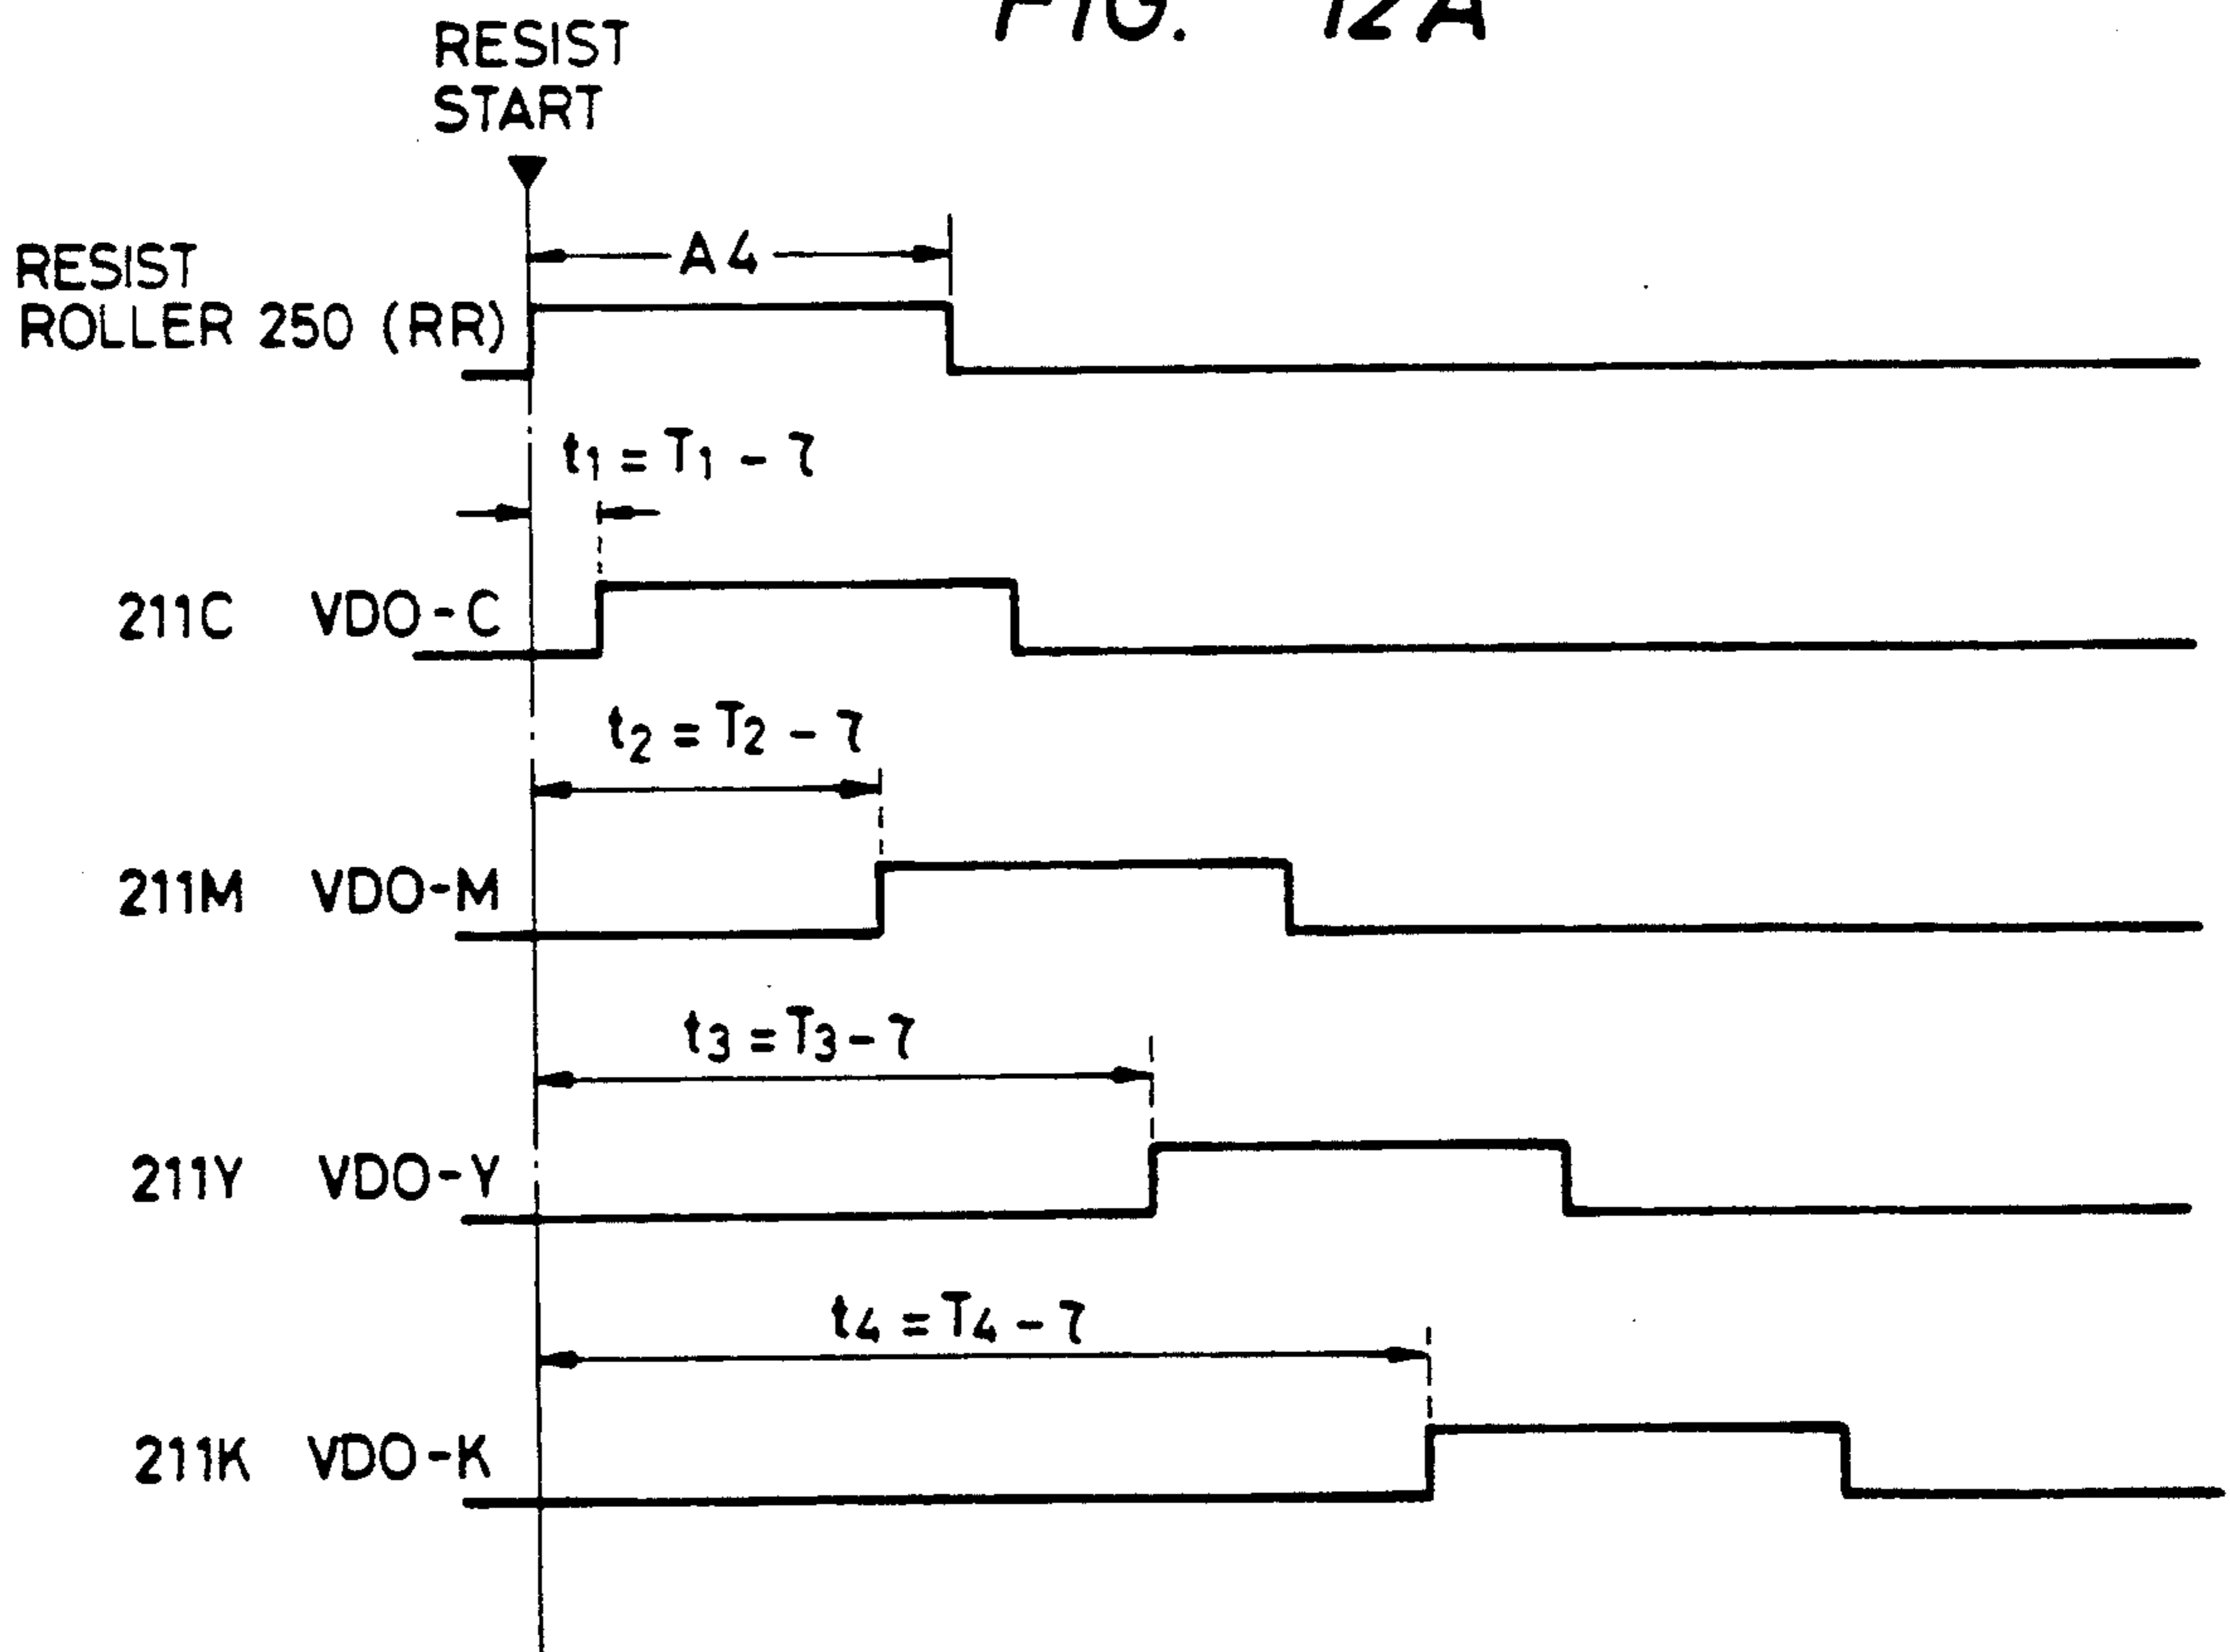 FIG. 12A
RESIST
START
A4
RESIST
ROLLER 250 (RR)
t1 = T1 - τ
211C VDO-C
t2 = T2 - τ
211M VDO-M
t3 = T3 - τ
211Y VDO-Y
t4 = T4 - τ
211K VDO-K